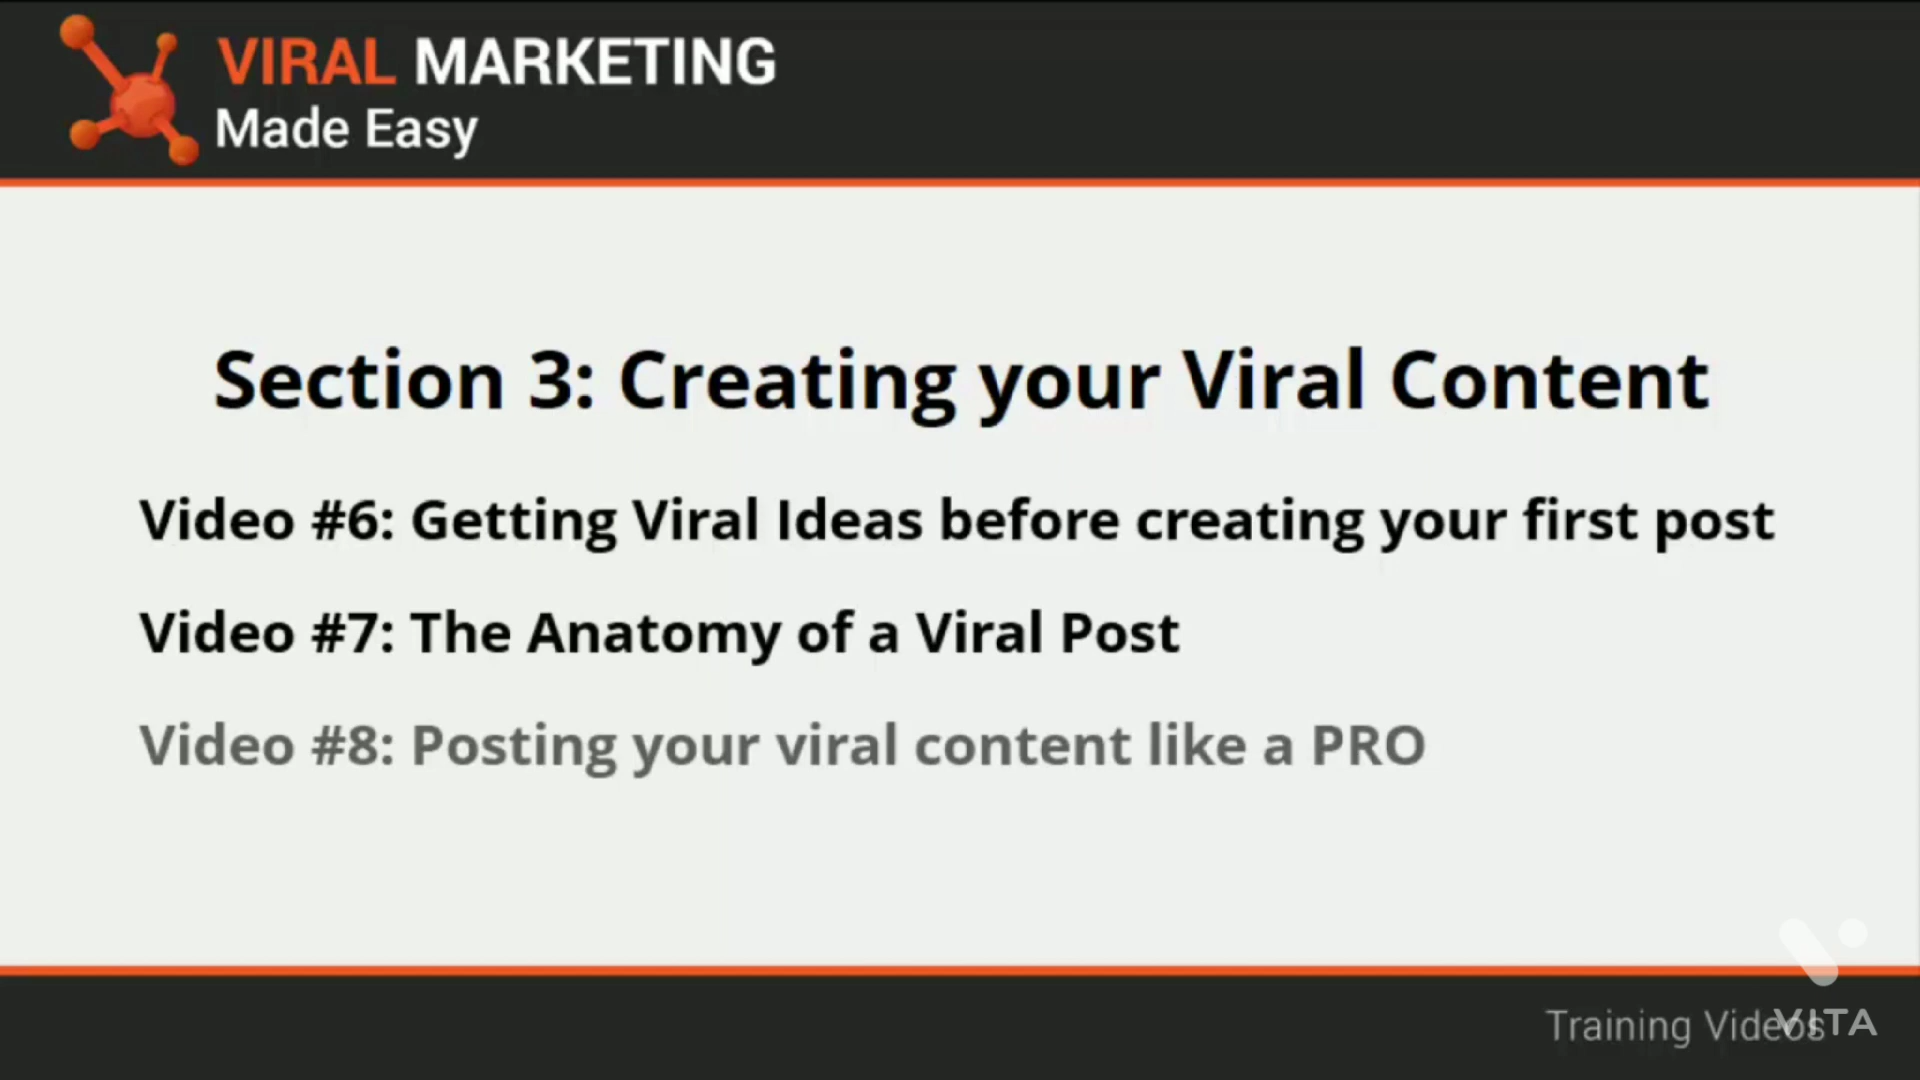 VIRAL MARKETING
Made Easy
Section 3: Creating your Viral Content
Video #6: Getting Viral Ideas before creating your first post
Video #7: The Anatomy of a Viral Post
Video #8: Posting your viral content like a PRO
Training Videos
VITA